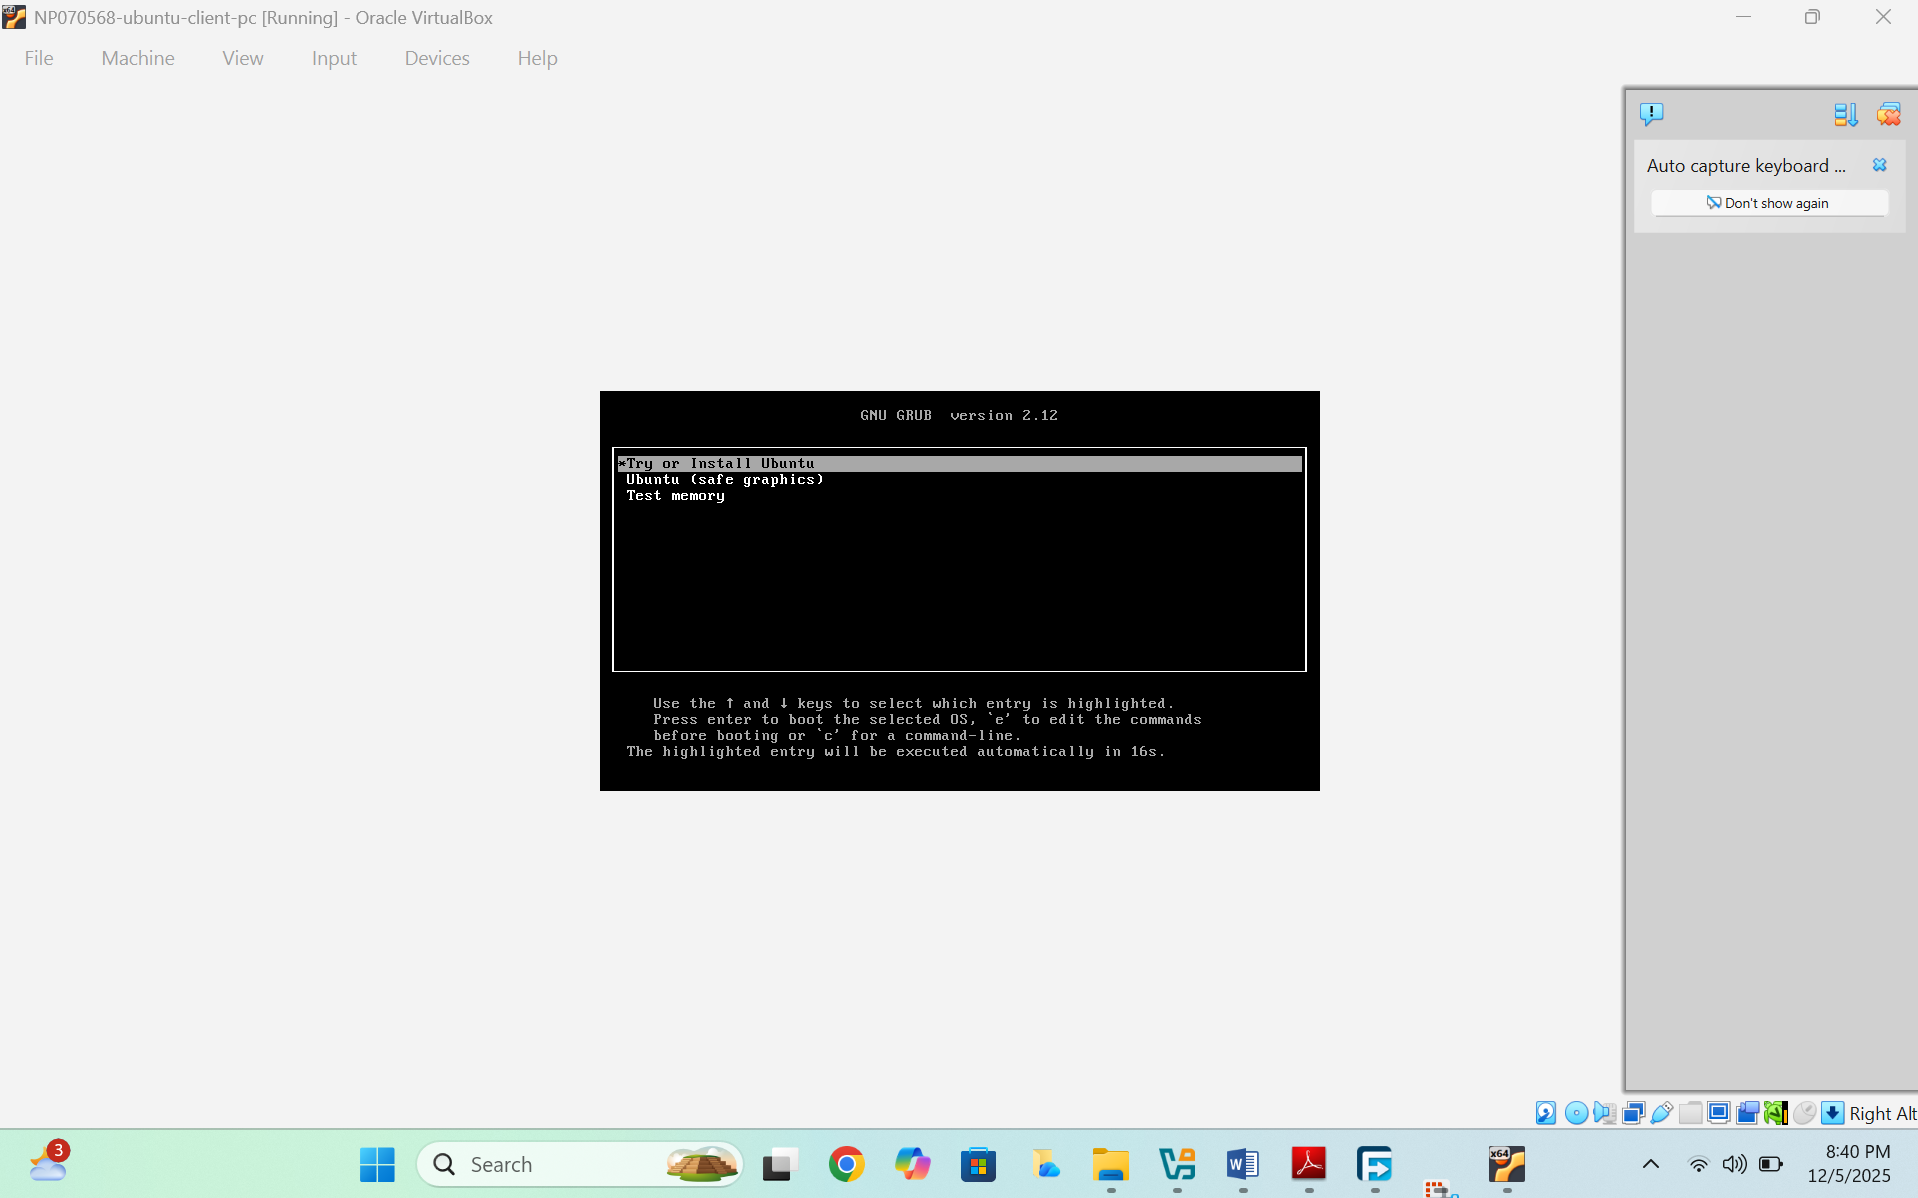 NP070568-ubuntu-client-pc [Running] - Oracle VirtualBox
File Machine View Input Devices Help
Auto capture keyboard ...
Don't show again
GNU GRUB version 2.12
*Try or Install Ubuntu
Ubuntu (safe graphics)
Test memory
Use the ↑ and ↓ keys to select which entry is highlighted.
Press enter to boot the selected OS, `e' to edit the commands
before booting or `c' for a command-line.
The highlighted entry will be executed automatically in 16s.
Right Alt
3
Search
x64
8:40 PM
12/5/2025